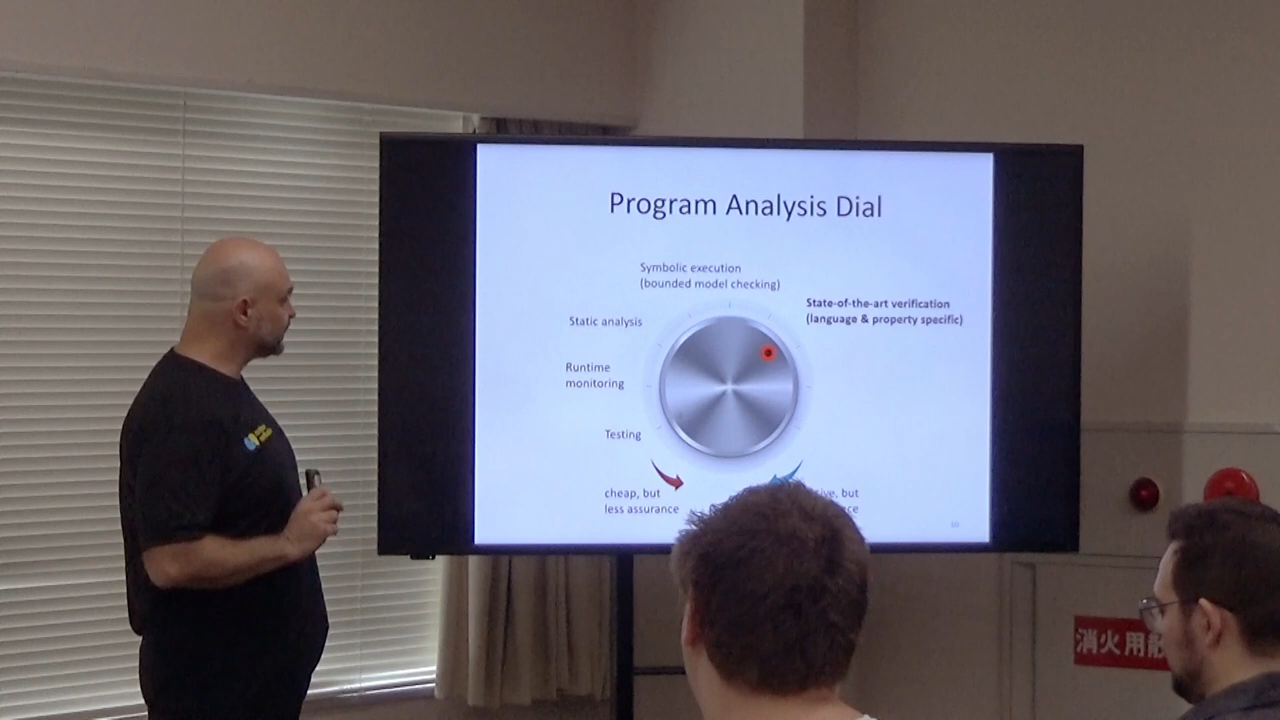 Program Analysis Dial
Symbolic execution
(bounded model checking)
State-of-the-art verification
(language & property specific)
Static analysis
Runtime
monitoring
Testing
cheap, but
less assurance
, but
消火用